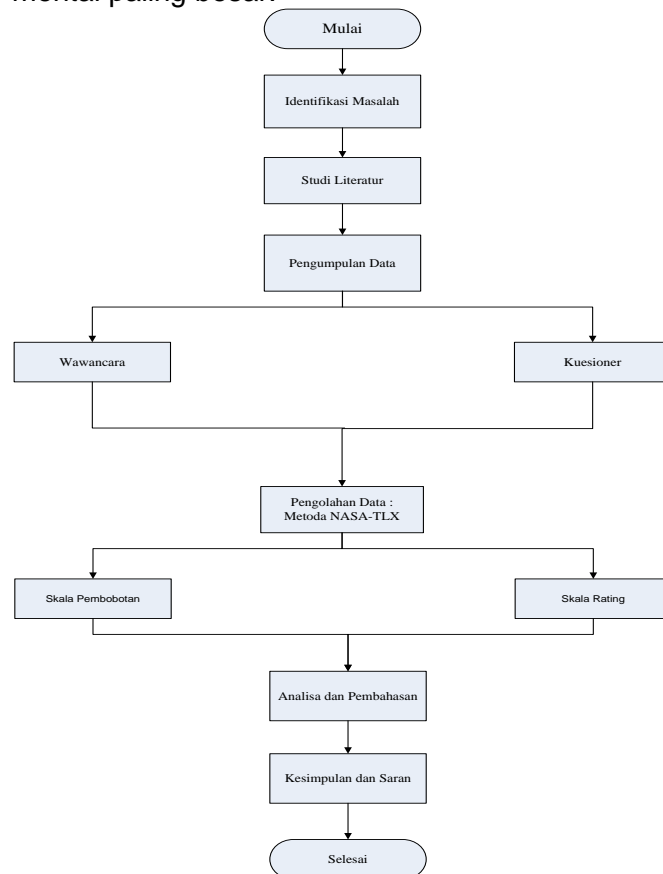 mental paling besar.
Mulai
Identifikasi Masalah
Studi Literatur
Pengumpulan Data
Wawancara
Kuesioner
Pengolahan Data :
Metoda NASA-TLX
Skala Pembobotan
Skala Rating
Analisa dan Pembahasan
Kesimpulan dan Saran
Selesai